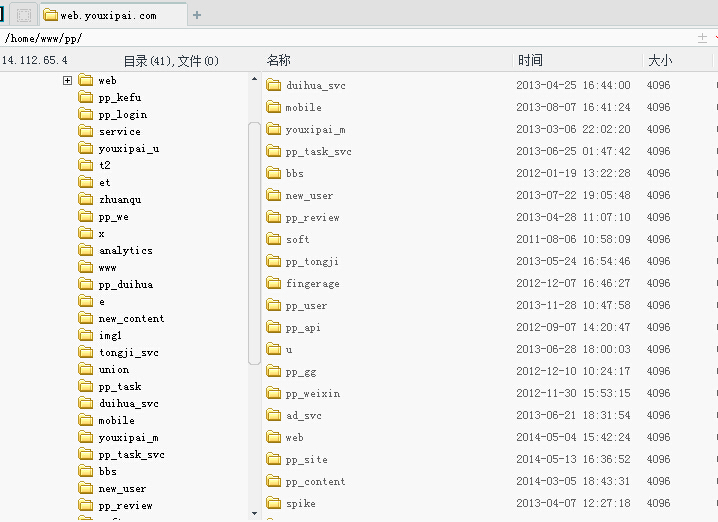 web.youxipai.com
/home/www/pp/
14.112.65.4 目录(41),文件(0) 名称 时间 大小
web
pp_kefu
pp_login
service
youxipai_u
t2
et
zhuanqu
pp_we
x
analytics
www
pp_duihua
e
new_content
img1
tongji_svc
union
pp_task
duihua_svc
mobile
youxipai_m
pp_task_svc
bbs
new_user
pp_review
duihua_svc 2013-04-25 16:44:00 4096
mobile 2013-08-07 16:41:24 4096
youxipai_m 2013-03-06 22:02:20 4096
pp_task_svc 2013-06-25 01:47:42 4096
bbs 2012-01-19 13:22:28 4096
new_user 2013-07-22 19:05:48 4096
pp_review 2013-04-28 11:07:10 4096
soft 2011-08-06 10:58:09 4096
pp_tongji 2013-05-24 16:54:46 4096
fingerage 2012-12-07 16:46:27 4096
pp_user 2013-11-28 10:47:58 4096
pp_api 2012-09-07 14:20:47 4096
u 2013-06-28 18:00:03 4096
pp_gg 2012-12-10 10:24:17 4096
pp_weixin 2012-11-30 15:53:15 4096
ad_svc 2013-06-21 18:31:54 4096
web 2014-05-04 15:42:24 4096
pp_site 2014-05-13 16:36:52 4096
pp_content 2014-03-05 18:43:31 4096
spike 2013-04-07 12:27:18 4096